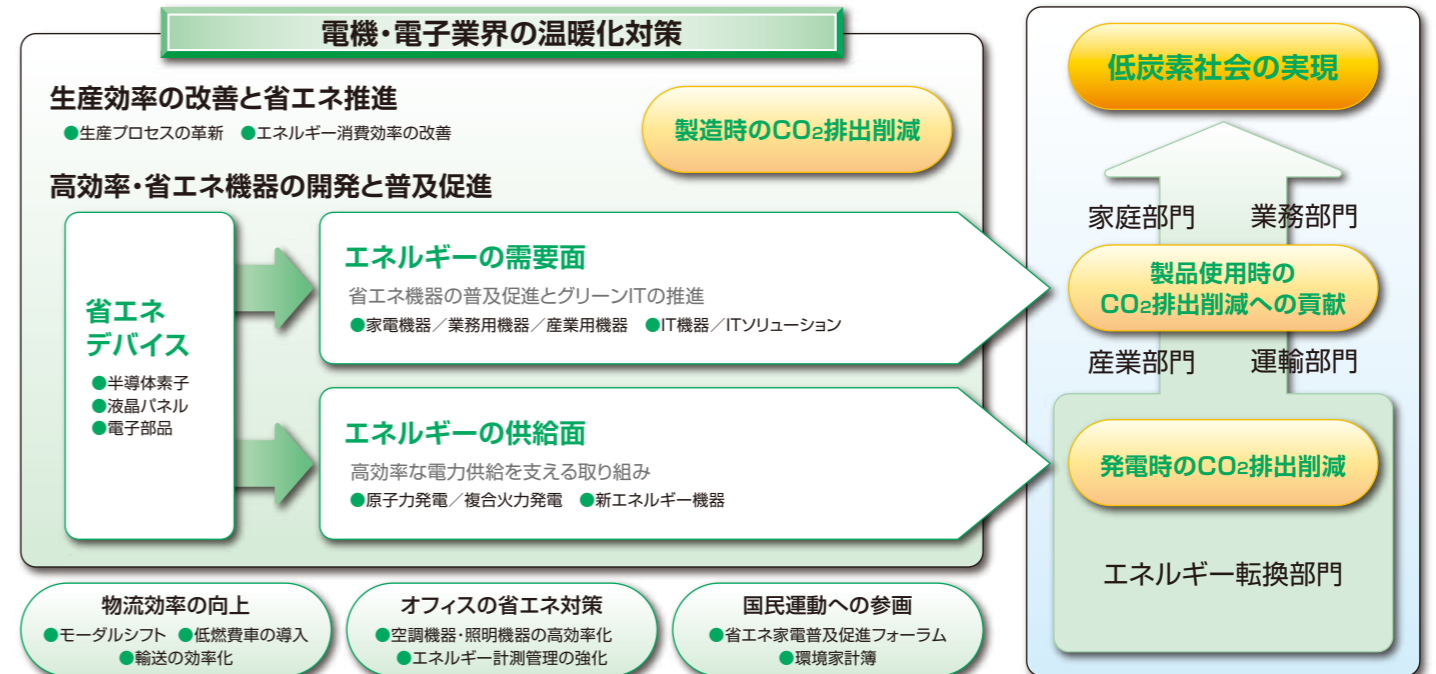 電機・電子業界の温暖化対策
生産効率の改善と省エネ推進
●生産プロセスの革新 ●エネルギー消費効率の改善
製造時のCO₂排出削減
高効率・省エネ機器の開発と普及促進
省エネ
デバイス
●半導体素子
●液晶パネル
●電子部品
エネルギーの需要面
省エネ機器の普及促進とグリーンITの推進
●家電機器／業務用機器／産業用機器 ●IT機器／ITソリューション
エネルギーの供給面
高効率な電力供給を支える取り組み
●原子力発電／複合火力発電 ●新エネルギー機器
物流効率の向上
●モーダルシフト ●低燃費車の導入
●輸送の効率化
オフィスの省エネ対策
●空調機器・照明機器の高効率化
●エネルギー計測管理の強化
国民運動への参画
●省エネ家電普及促進フォーラム
●環境家計簿
低炭素社会の実現
家庭部門 業務部門
製品使用時の
CO₂排出削減への貢献
産業部門 運輸部門
発電時のCO₂排出削減
エネルギー転換部門